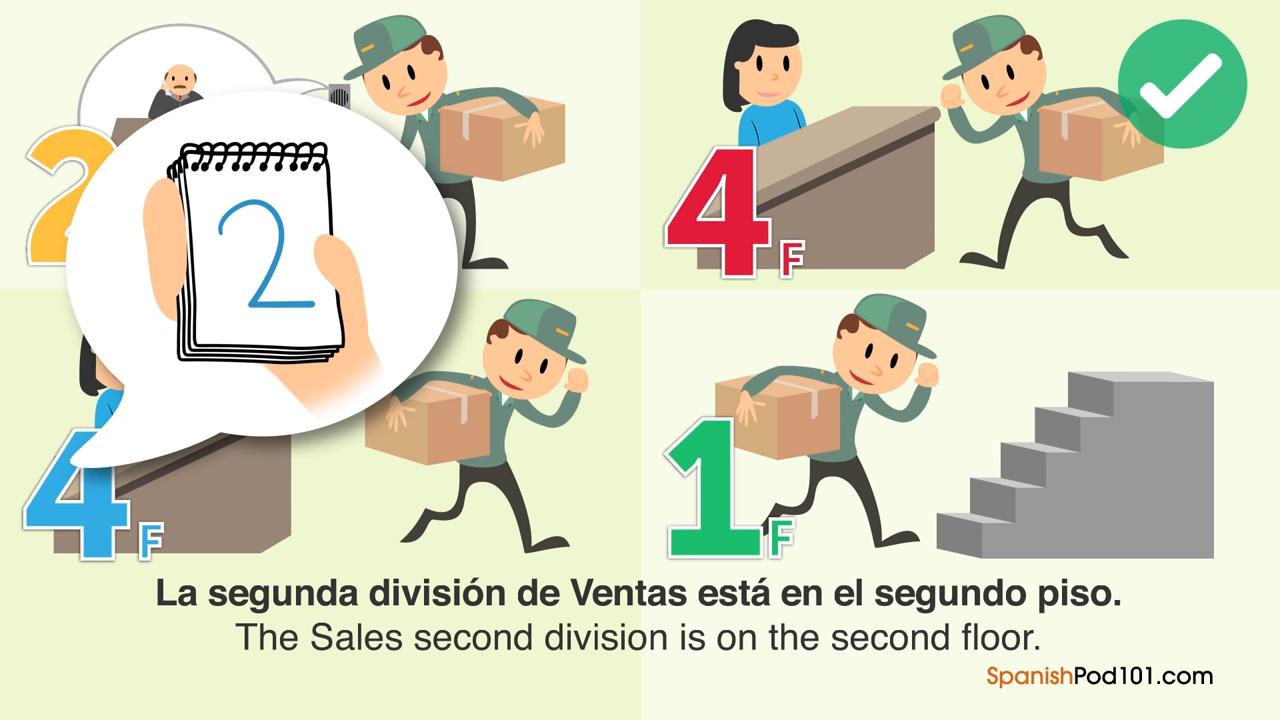 2
2
4F
4F
1F
La segunda división de Ventas está en el segundo piso.
The Sales second division is on the second floor.
SpanishPod101.com